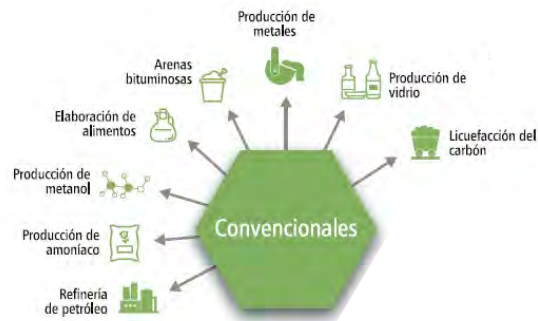 Producción de
metales
Arenas
bituminosas
Producción de
vidrio
Elaboración de
alimentos
Licuefacción del
carbón
Producción de
metanol
Convencionales
Producción de
amoníaco
Refinería
de petróleo